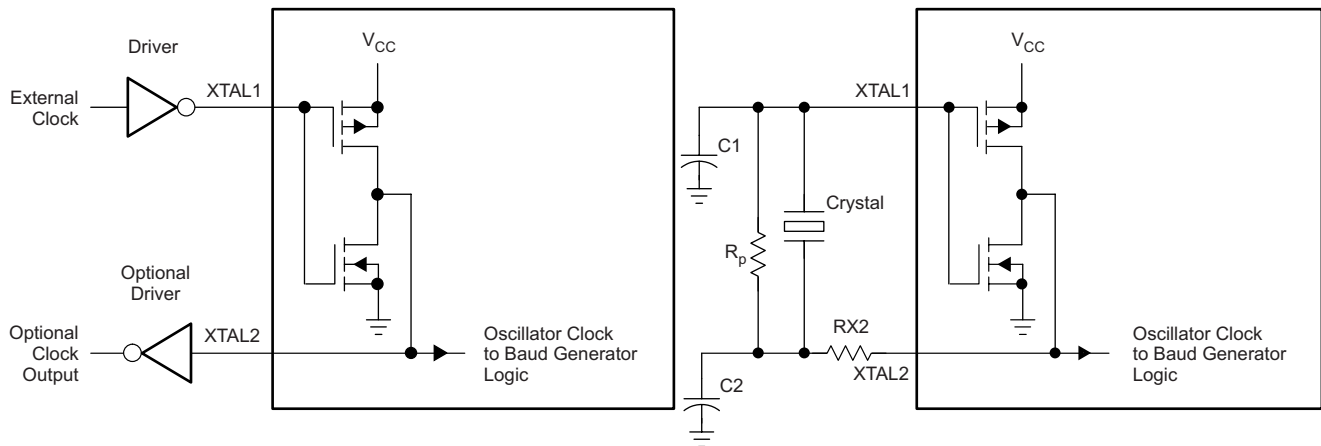 Driver
External
Clock
XTAL1
V_CC
Optional
Driver
Optional
Clock
Output
XTAL2
Oscillator Clock
to Baud Generator
Logic
C1
XTAL1
V_CC
Crystal
R_p
RX2
XTAL2
C2
Oscillator Clock
to Baud Generator
Logic